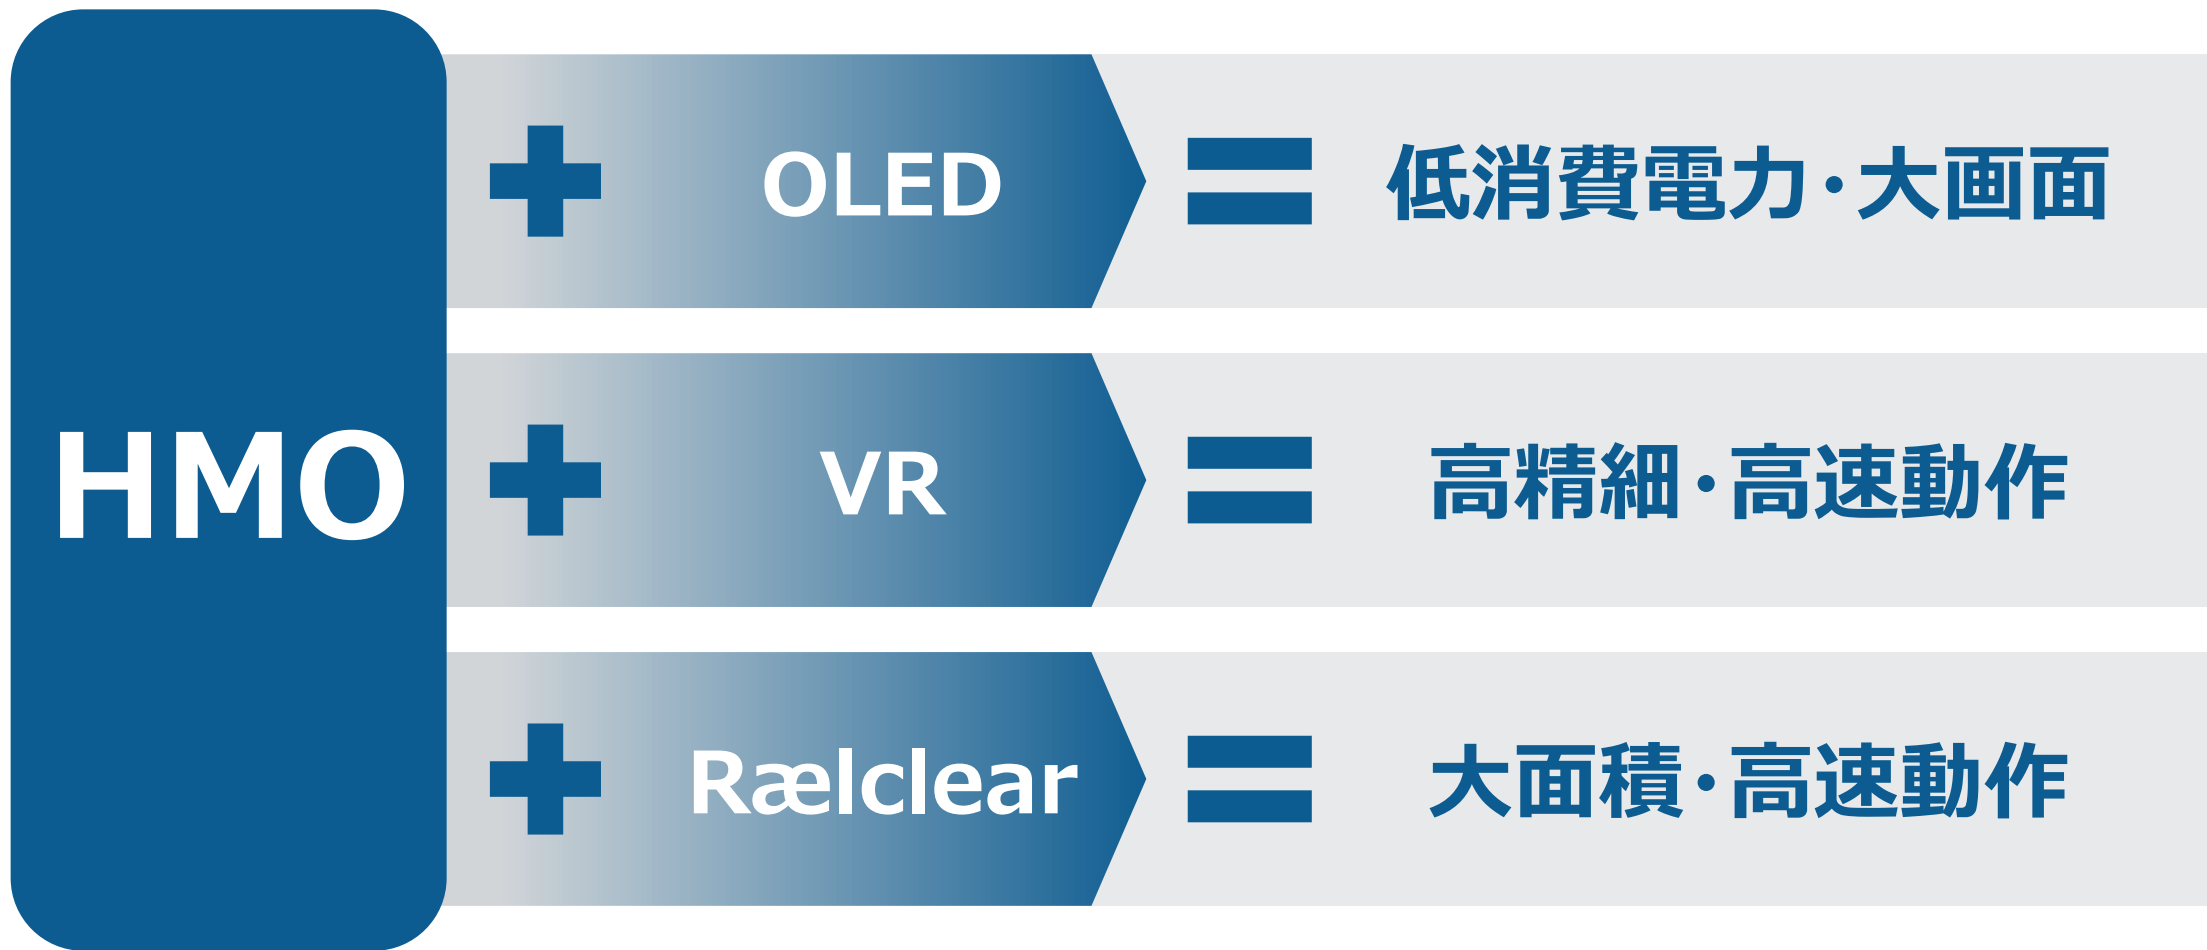 HMO
+ OLED = 低消費電力・大画面
+ VR = 高精細・高速動作
+ Rælclear = 大面積・高速動作